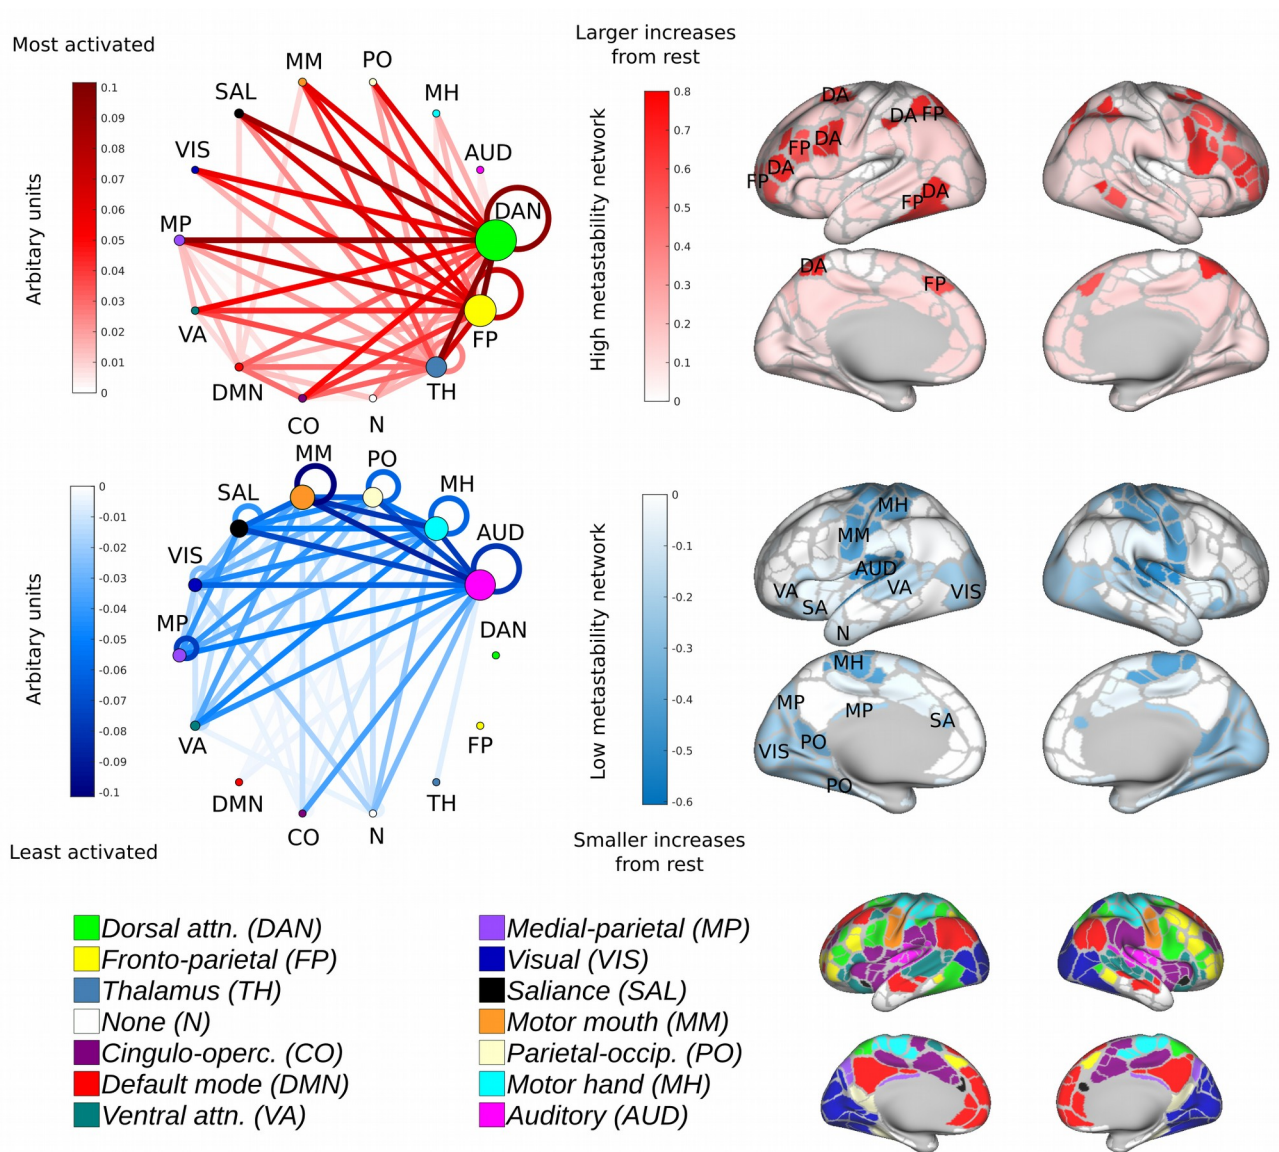 Most activated
Arbitary units
0.1
0.09
0.08
0.07
0.06
0.05
0.04
0.03
0.02
0.01
0
MM
PO
SAL
MH
VIS
AUD
DAN
MP
FP
VA
TH
DMN
CO
N
Larger increases
from rest
High metastability network
0.8
0.7
0.6
0.5
0.4
0.3
0.2
0.1
0
DA
DA FP
DA
FP
DA
FP
DA
FP
DA
FP
Arbitary units
0
-0.01
-0.02
-0.03
-0.04
-0.05
-0.06
-0.07
-0.08
-0.09
-0.1
MM
PO
SAL
MH
AUD
VIS
MP
DAN
VA
FP
DMN
TH
CO
N
Least activated
Low metastability network
0
-0.1
-0.2
-0.3
-0.4
-0.5
-0.6
Smaller increases
from rest
MH
MM
AUD
VA
VA
VIS
SA
N
MH
MP
MP
SA
VIS
PO
PO
Dorsal attn. (DAN)
Fronto-parietal (FP)
Thalamus (TH)
None (N)
Cingulo-operc. (CO)
Default mode (DMN)
Ventral attn. (VA)
Medial-parietal (MP)
Visual (VIS)
Saliance (SAL)
Motor mouth (MM)
Parietal-occip. (PO)
Motor hand (MH)
Auditory (AUD)